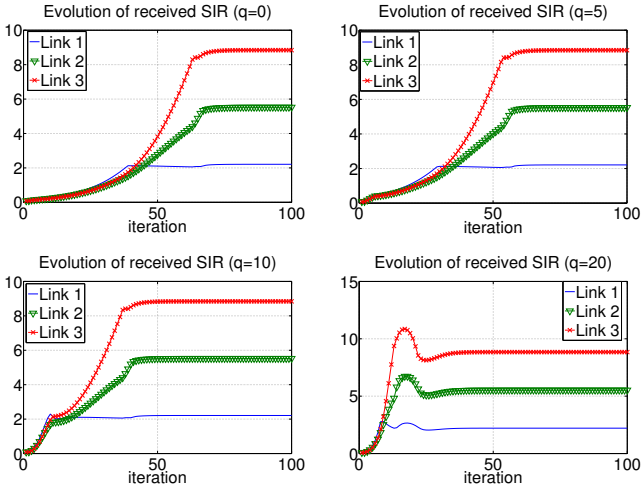 Evolution of received SIR (q=0)
10
8
6
4
2
0
0
50
100
iteration
Link 1
Link 2
Link 3
Evolution of received SIR (q=5)
10
8
6
4
2
0
0
50
100
iteration
Link 1
Link 2
Link 3
Evolution of received SIR (q=10)
10
8
6
4
2
0
0
50
100
iteration
Link 1
Link 2
Link 3
Evolution of received SIR (q=20)
15
10
5
0
0
50
100
iteration
Link 1
Link 2
Link 3